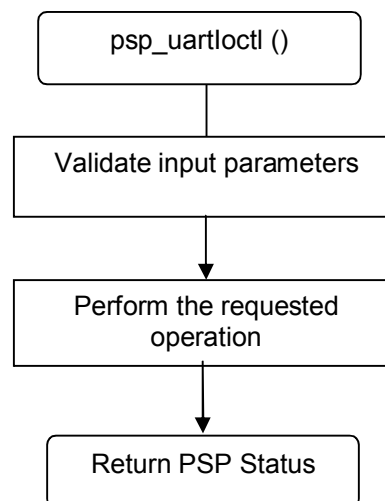 psp_uartIoctl ()
Validate input parameters
Perform the requested
operation
Return PSP Status